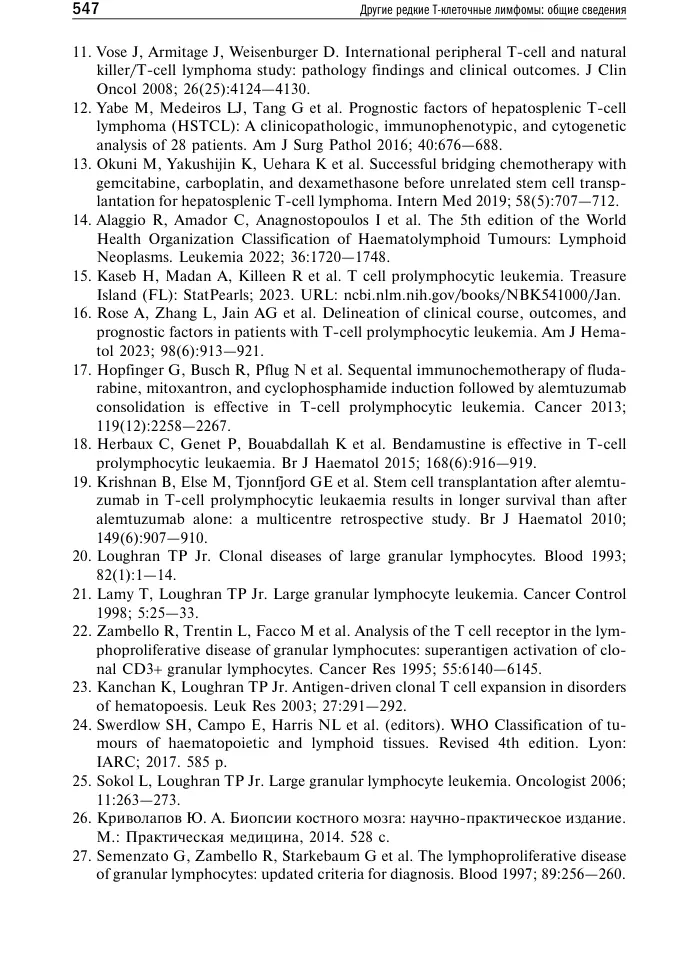 547
Другие редкие Т-клеточные лимфомы: общие сведения
11. Vose J, Armitage J, Weisenburger D. International peripheral T-cell and natural
killer/T-cell lymphoma study: pathology findings and clinical outcomes. J Clin
Oncol 2008; 26(25):4124—4130.
12. Yabe M, Medeiros LJ, Tang G et al. Prognostic factors of hepatosplenic T-cell
lymphoma (HSTCL): A clinicopathologic, immunophenotypic, and cytogenetic
analysis of 28 patients. Am J Surg Pathol 2016; 40:676—688.
13. Okuni M, Yakushijin K, Uehara K et al. Successful bridging chemotherapy with
gemcitabine, carboplatin, and dexamethasone before unrelated stem cell transp-
lantation for hepatosplenic T-cell lymphoma. Intern Med 2019; 58(5):707—712.
14. Alaggio R, Amador C, Anagnostopoulos I et al. The 5th edition of the World
Health Organization Classification of Haematolymphoid Tumours: Lymphoid
Neoplasms. Leukemia 2022; 36:1720—1748.
15. Kaseb H, Madan A, Killeen R et al. T cell prolymphocytic leukemia. Treasure
Island (FL): StatPearls; 2023. URL: ncbi.nlm.nih.gov/books/NBK541000/Jan.
16. Rose A, Zhang L, Jain AG et al. Delineation of clinical course, outcomes, and
prognostic factors in patients with T-cell prolymphocytic leukemia. Am J Hema-
tol 2023; 98(6):913—921.
17. Hopfinger G, Busch R, Pflug N et al. Sequental immunochemotherapy of fluda-
rabine, mitoxantron, and cyclophosphamide induction followed by alemtuzumab
consolidation is effective in T-cell prolymphocytic leukemia. Cancer 2013;
119(12):2258—2267.
18. Herbaux C, Genet P, Bouabdallah K et al. Bendamustine is effective in T-cell
prolymphocytic leukaemia. Br J Haematol 2015; 168(6):916—919.
19. Krishnan B, Else M, Tjonnfjord GE et al. Stem cell transplantation after alemtu-
zumab in T-cell prolymphocytic leukaemia results in longer survival than after
alemtuzumab alone: a multicentre retrospective study. Br J Haematol 2010;
149(6):907—910.
20. Loughran TP Jr. Clonal diseases of large granular lymphocytes. Blood 1993;
82(1):1—14.
21. Lamy T, Loughran TP Jr. Large granular lymphocyte leukemia. Cancer Control
1998; 5:25—33.
22. Zambello R, Trentin L, Facco M et al. Analysis of the T cell receptor in the lym-
phoproliferative disease of granular lymphocutes: superantigen activation of clo-
nal CD3+ granular lymphocytes. Cancer Res 1995; 55:6140—6145.
23. Kanchan K, Loughran TP Jr. Antigen-driven clonal T cell expansion in disorders
of hematopoesis. Leuk Res 2003; 27:291—292.
24. Swerdlow SH, Campo E, Harris NL et al. (editors). WHO Classification of tu-
mours of haematopoietic and lymphoid tissues. Revised 4th edition. Lyon:
IARC; 2017. 585 p.
25. Sokol L, Loughran TP Jr. Large granular lymphocyte leukemia. Oncologist 2006;
11:263—273.
26. Криволапов Ю. А. Биопсии костного мозга: научно-практическое издание.
М.: Практическая медицина, 2014. 528 с.
27. Semenzato G, Zambello R, Starkebaum G et al. The lymphoproliferative disease
of granular lymphocytes: updated criteria for diagnosis. Blood 1997; 89:256—260.